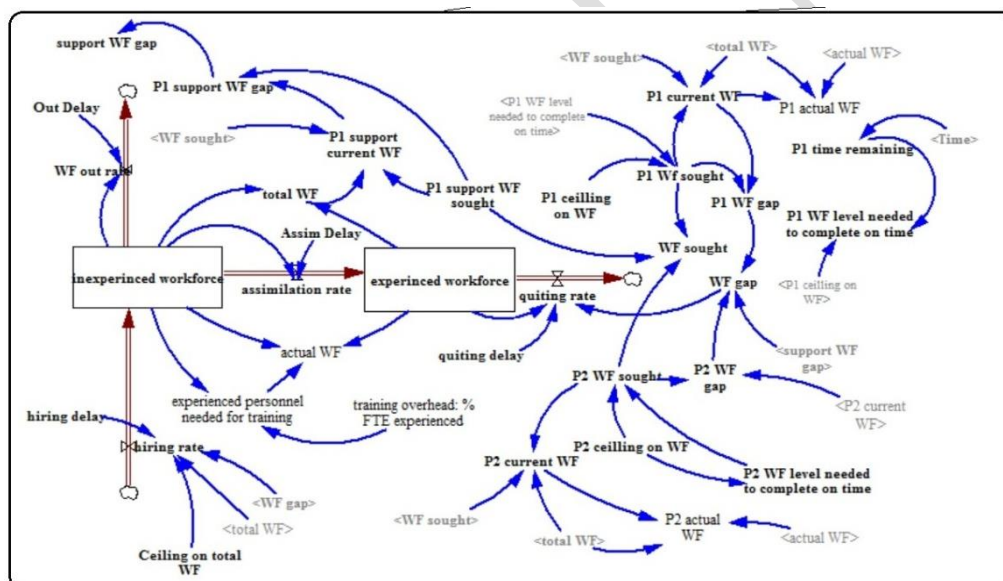 support WF gap
<WF sought>
<total WF>
<actual WF>
P1 support WF gap
P1 current WF
P1 actual WF
Out Delay
<P1 WF level
needed to complete
on time>
<WF sought>
P1 support
current WF
<Time>
P1 time remaining
WF out rate
P1 Wf sought
total WF
P1 support WF
sought
P1 ceilling
on WF
P1 WF gap
P1 WF level needed
to complete on time
Assim Delay
WF sought
inexperinced workforce
assimilation rate
experinced workforce
quiting rate
WF gap
<P1 ceilling on
WF>
actual WF
quiting delay
<support WF
gap>
P2 WF sought
P2 WF
gap
experienced personnel
needed for training
training overhead: %
FTE experienced
<P2 current
WF>
hiring delay
hiring rate
P2 ceilling on WF
P2 current WF
P2 WF level needed
to complete on time
<WF gap>
<total WF>
<WF sought>
P2 actual
WF
<total WF>
<actual WF>
Ceiling on total
WF